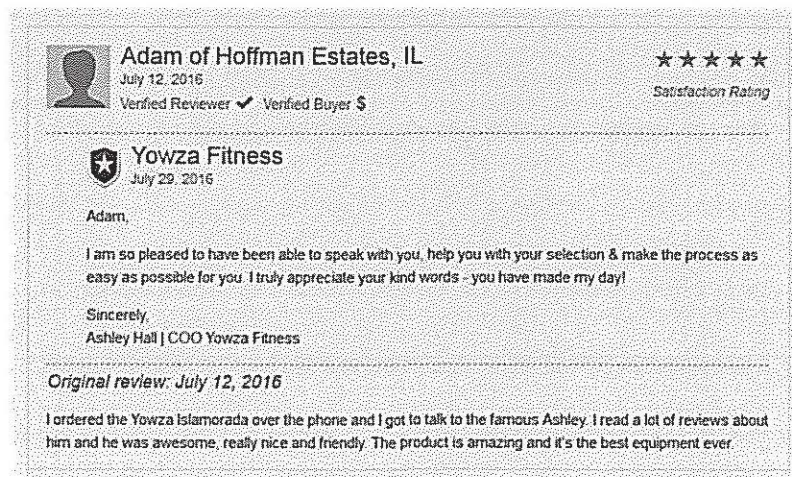 Adam of Hoffman Estates, IL
July 12, 2016
Verified Reviewer ✔ Verified Buyer $
Satisfaction Rating
Yowza Fitness
July 29, 2016
Adam,
I am so pleased to have been able to speak with you, help you with your selection & make the process as
easy as possible for you. I truly appreciate your kind words - you have made my day!
Sincerely,
Ashley Hall | COO Yowza Fitness
Original review: July 12, 2016
I ordered the Yowza Islamorada over the phone and I got to talk to the famous Ashley. I read a lot of reviews about
him and he was awesome, really nice and friendly. The product is amazing and it's the best equipment ever.